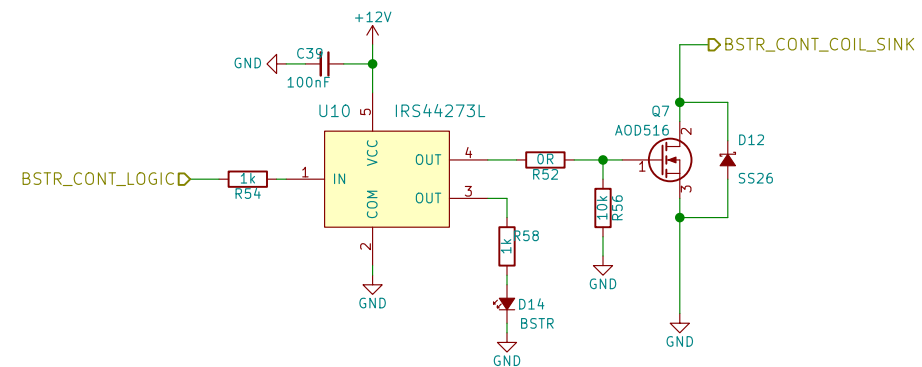 +12V
BSTR_CONT_COIL_SINK
C39
GND
100nF
U10
IRS44273L
5
Q7
AOD516
2
VCC
D12
OUT
4
0R
R52
1
BSTR_CONT_LOGIC
1k
R54
1
IN
SS26
3
COM
OUT
3
10k
R56
2
1k
R58
GND
D14
GND
BSTR
GND
GND